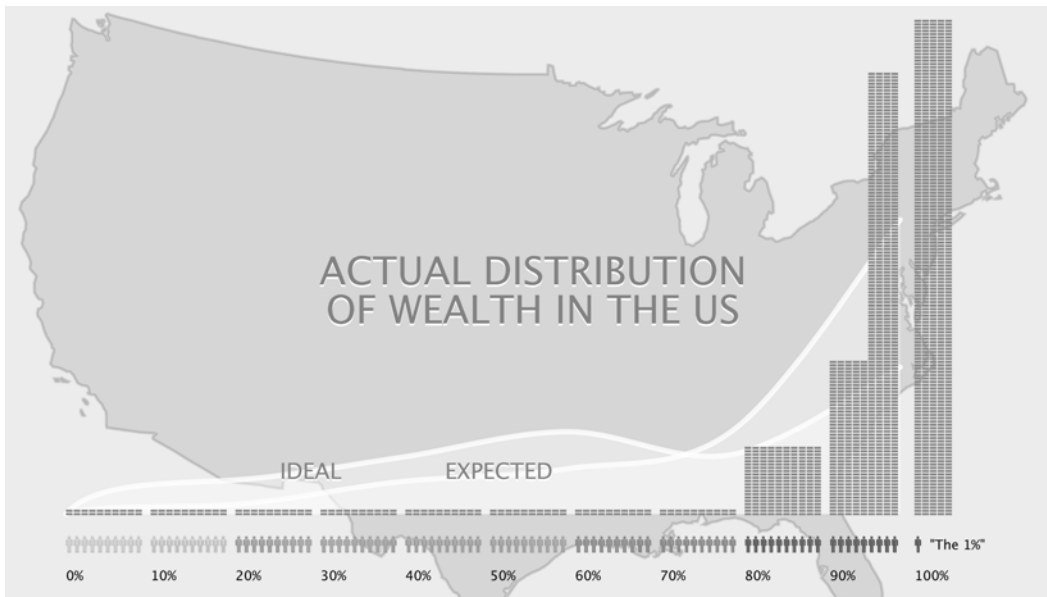 ACTUAL DISTRIBUTION
OF WEALTH IN THE US
IDEAL
EXPECTED
"The 1%"
0% 10% 20% 30% 40% 50% 60% 70% 80% 90% 100%